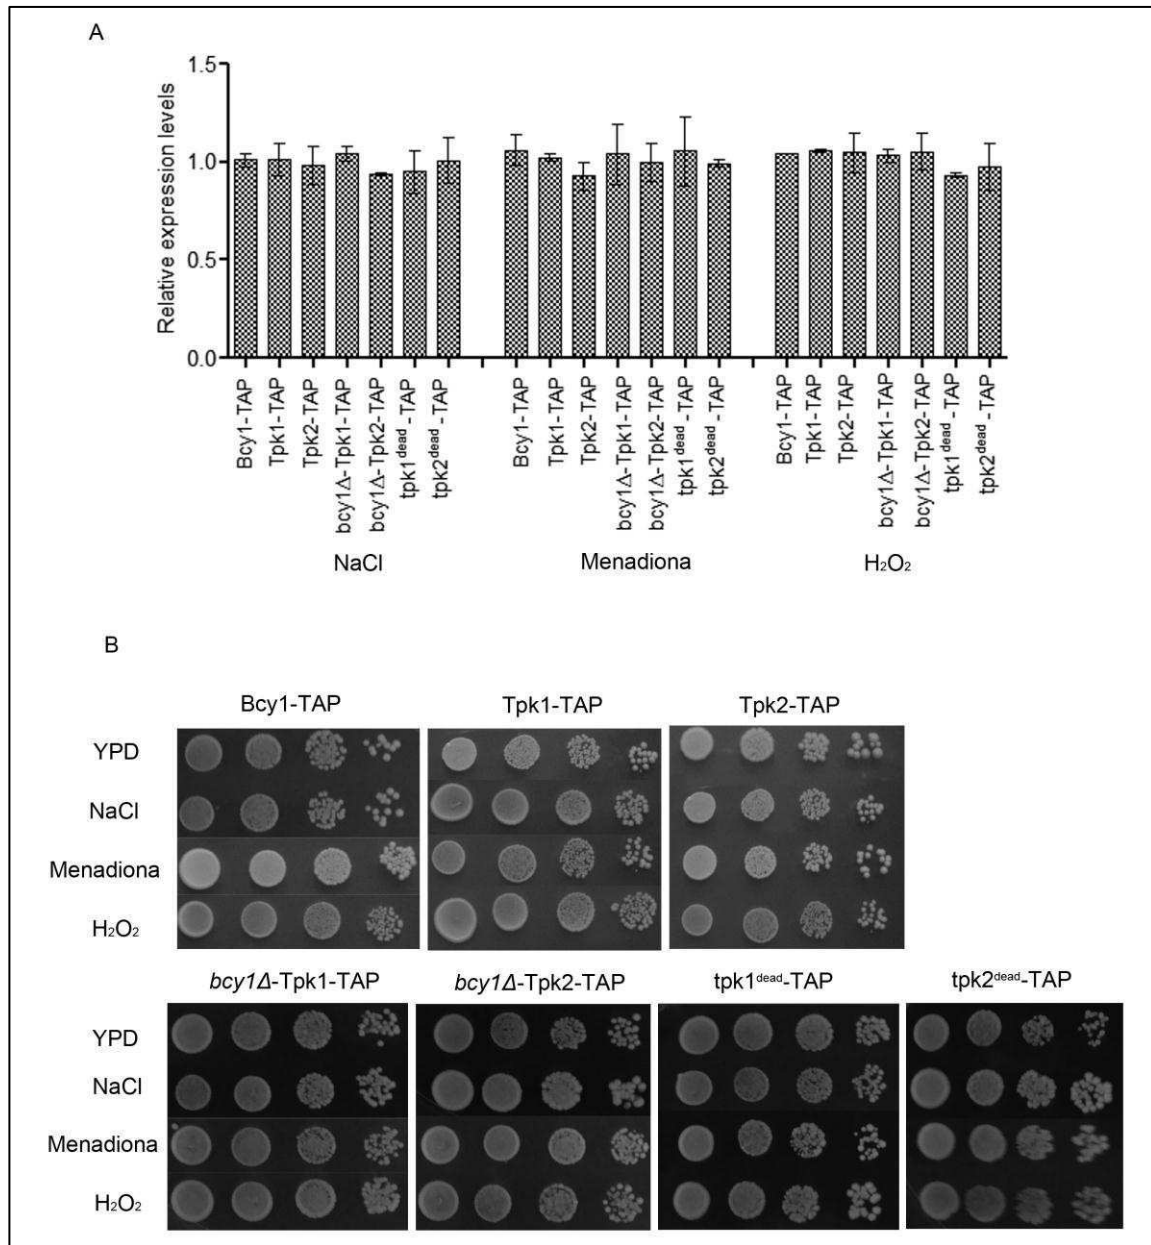 A
Relative expression levels
1.5
1.0
0.5
0.0
Bcy1-TAP
Tpk1-TAP
Tpk2-TAP
bcy1Δ-Tpk1-TAP
bcy1Δ-Tpk2-TAP
tpk1dead-TAP
tpk2dead-TAP
Bcy1-TAP
Tpk1-TAP
Tpk2-TAP
bcy1Δ-Tpk1-TAP
bcy1Δ-Tpk2-TAP
tpk1dead-TAP
tpk2dead-TAP
Bcy1-TAP
Tpk1-TAP
Tpk2-TAP
bcy1Δ-Tpk1-TAP
bcy1Δ-Tpk2-TAP
tpk1dead-TAP
tpk2dead-TAP
NaCl Menadiona H₂O₂
B
Bcy1-TAP Tpk1-TAP Tpk2-TAP
YPD
NaCl
Menadiona
H₂O₂
bcy1Δ-Tpk1-TAP bcy1Δ-Tpk2-TAP tpk1dead-TAP tpk2dead-TAP
YPD
NaCl
Menadiona
H₂O₂